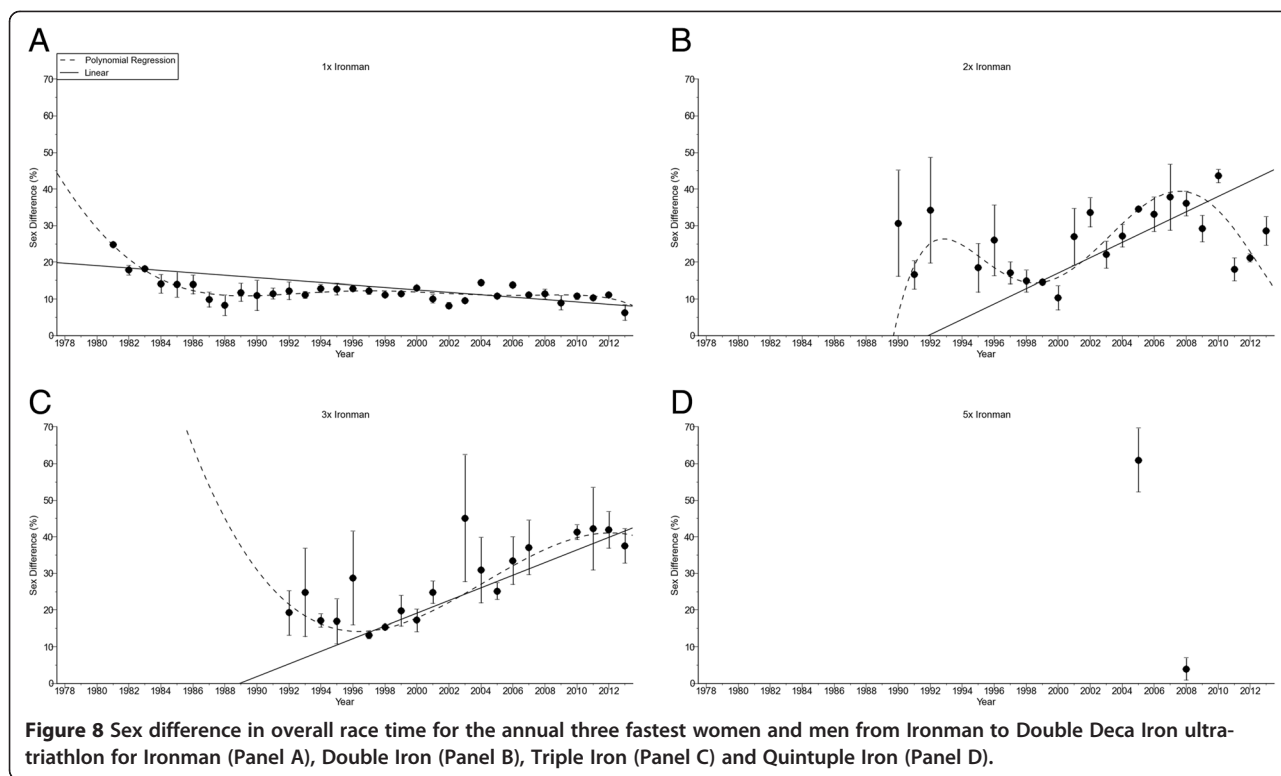 A
Polynomial Regression
Linear
1x Ironman
70
60
50
40
30
20
10
0
Sex Difference (%)
1978 1980 1982 1984 1986 1988 1990 1992 1994 1996 1998 2000 2002 2004 2006 2008 2010 2012
Year
B
2x Ironman
70
60
50
40
30
20
10
0
Sex Difference (%)
1978 1980 1982 1984 1986 1988 1990 1992 1994 1996 1998 2000 2002 2004 2006 2008 2010 2012
Year
C
3x Ironman
70
60
50
40
30
20
10
0
Sex Difference (%)
1978 1980 1982 1984 1986 1988 1990 1992 1994 1996 1998 2000 2002 2004 2006 2008 2010 2012
Year
D
5x Ironman
70
60
50
40
30
20
10
0
Sex Difference (%)
1978 1980 1982 1984 1986 1988 1990 1992 1994 1996 1998 2000 2002 2004 2006 2008 2010 2012
Year
Figure 8 Sex difference in overall race time for the annual three fastest women and men from Ironman to Double Deca Iron ultra-
triathlon for Ironman (Panel A), Double Iron (Panel B), Triple Iron (Panel C) and Quintuple Iron (Panel D).